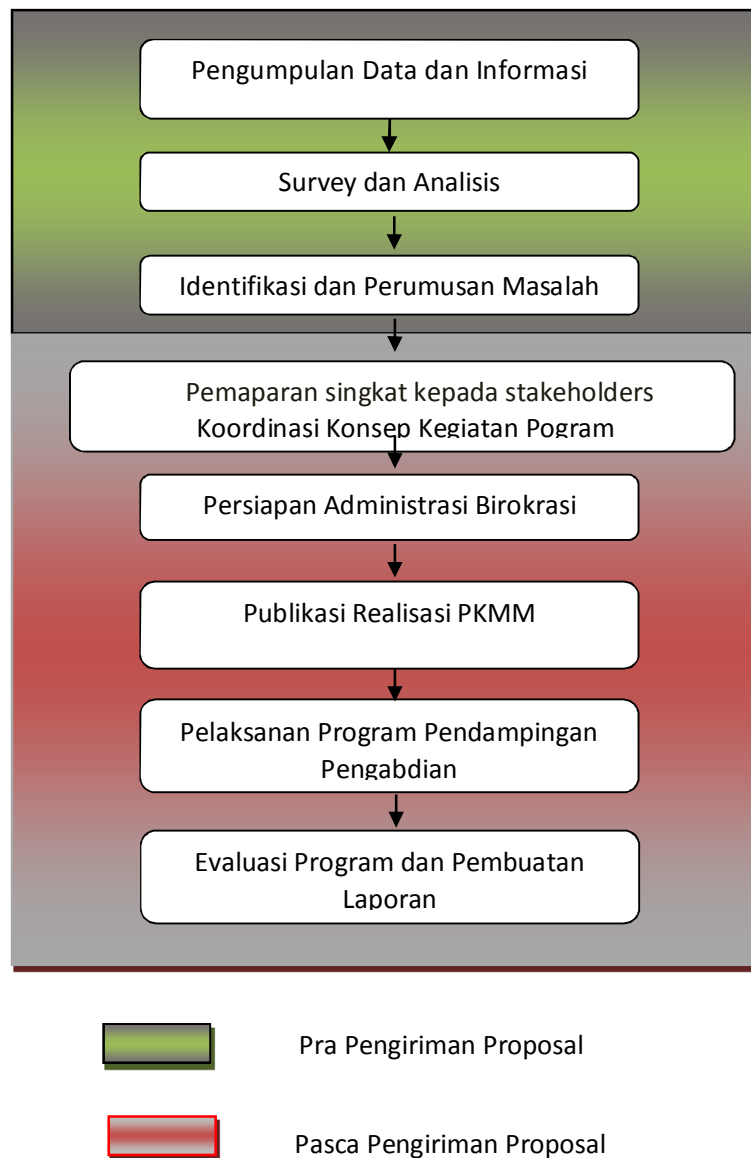 Pengumpulan Data dan Informasi
Survey dan Analisis
Identifikasi dan Perumusan Masalah
Pemaparan singkat kepada stakeholders
Koordinasi Konsep Kegiatan Pogram
Persiapan Administrasi Birokrasi
Publikasi Realisasi PKMM
Pelaksanan Program Pendampingan
Pengabdian
Evaluasi Program dan Pembuatan
Laporan
Pra Pengiriman Proposal
Pasca Pengiriman Proposal